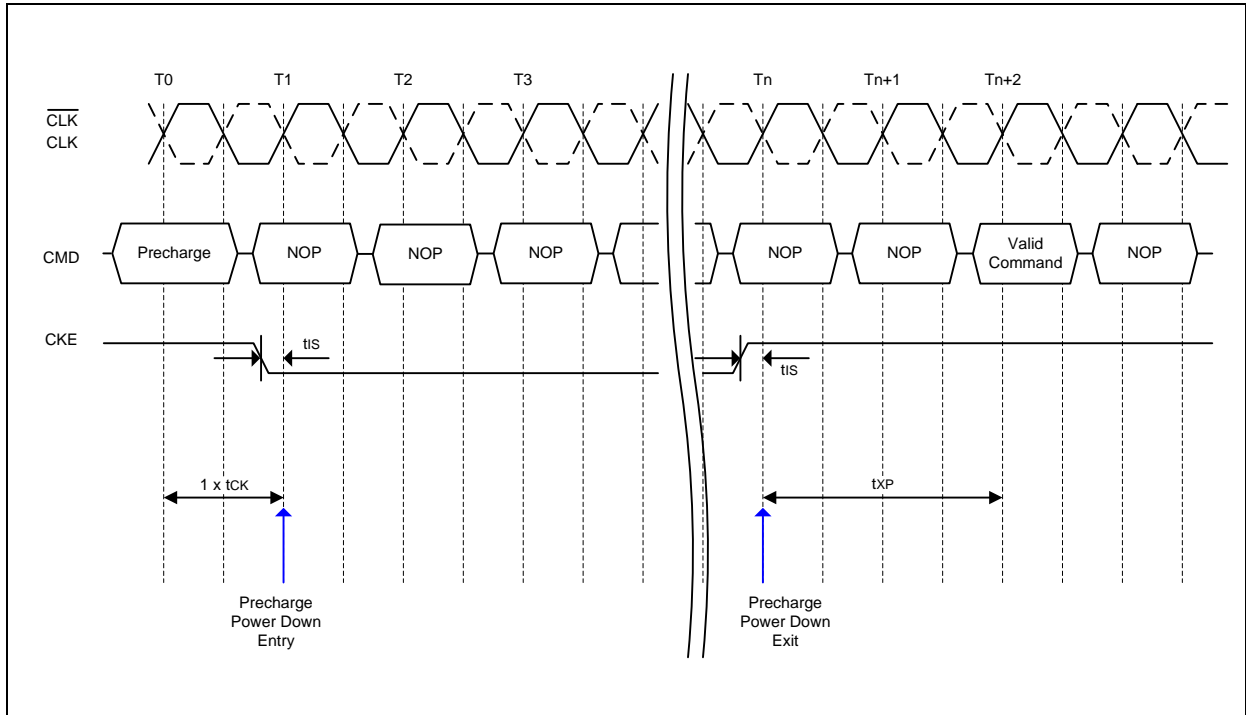 T0 T1 T2 T3 Tn Tn+1 Tn+2
CLK
CLK
CMD Precharge NOP NOP NOP NOP NOP Valid Command NOP
CKE tIS tIS
1 x tCK tXP
Precharge
Power Down
Entry
Precharge
Power Down
Exit